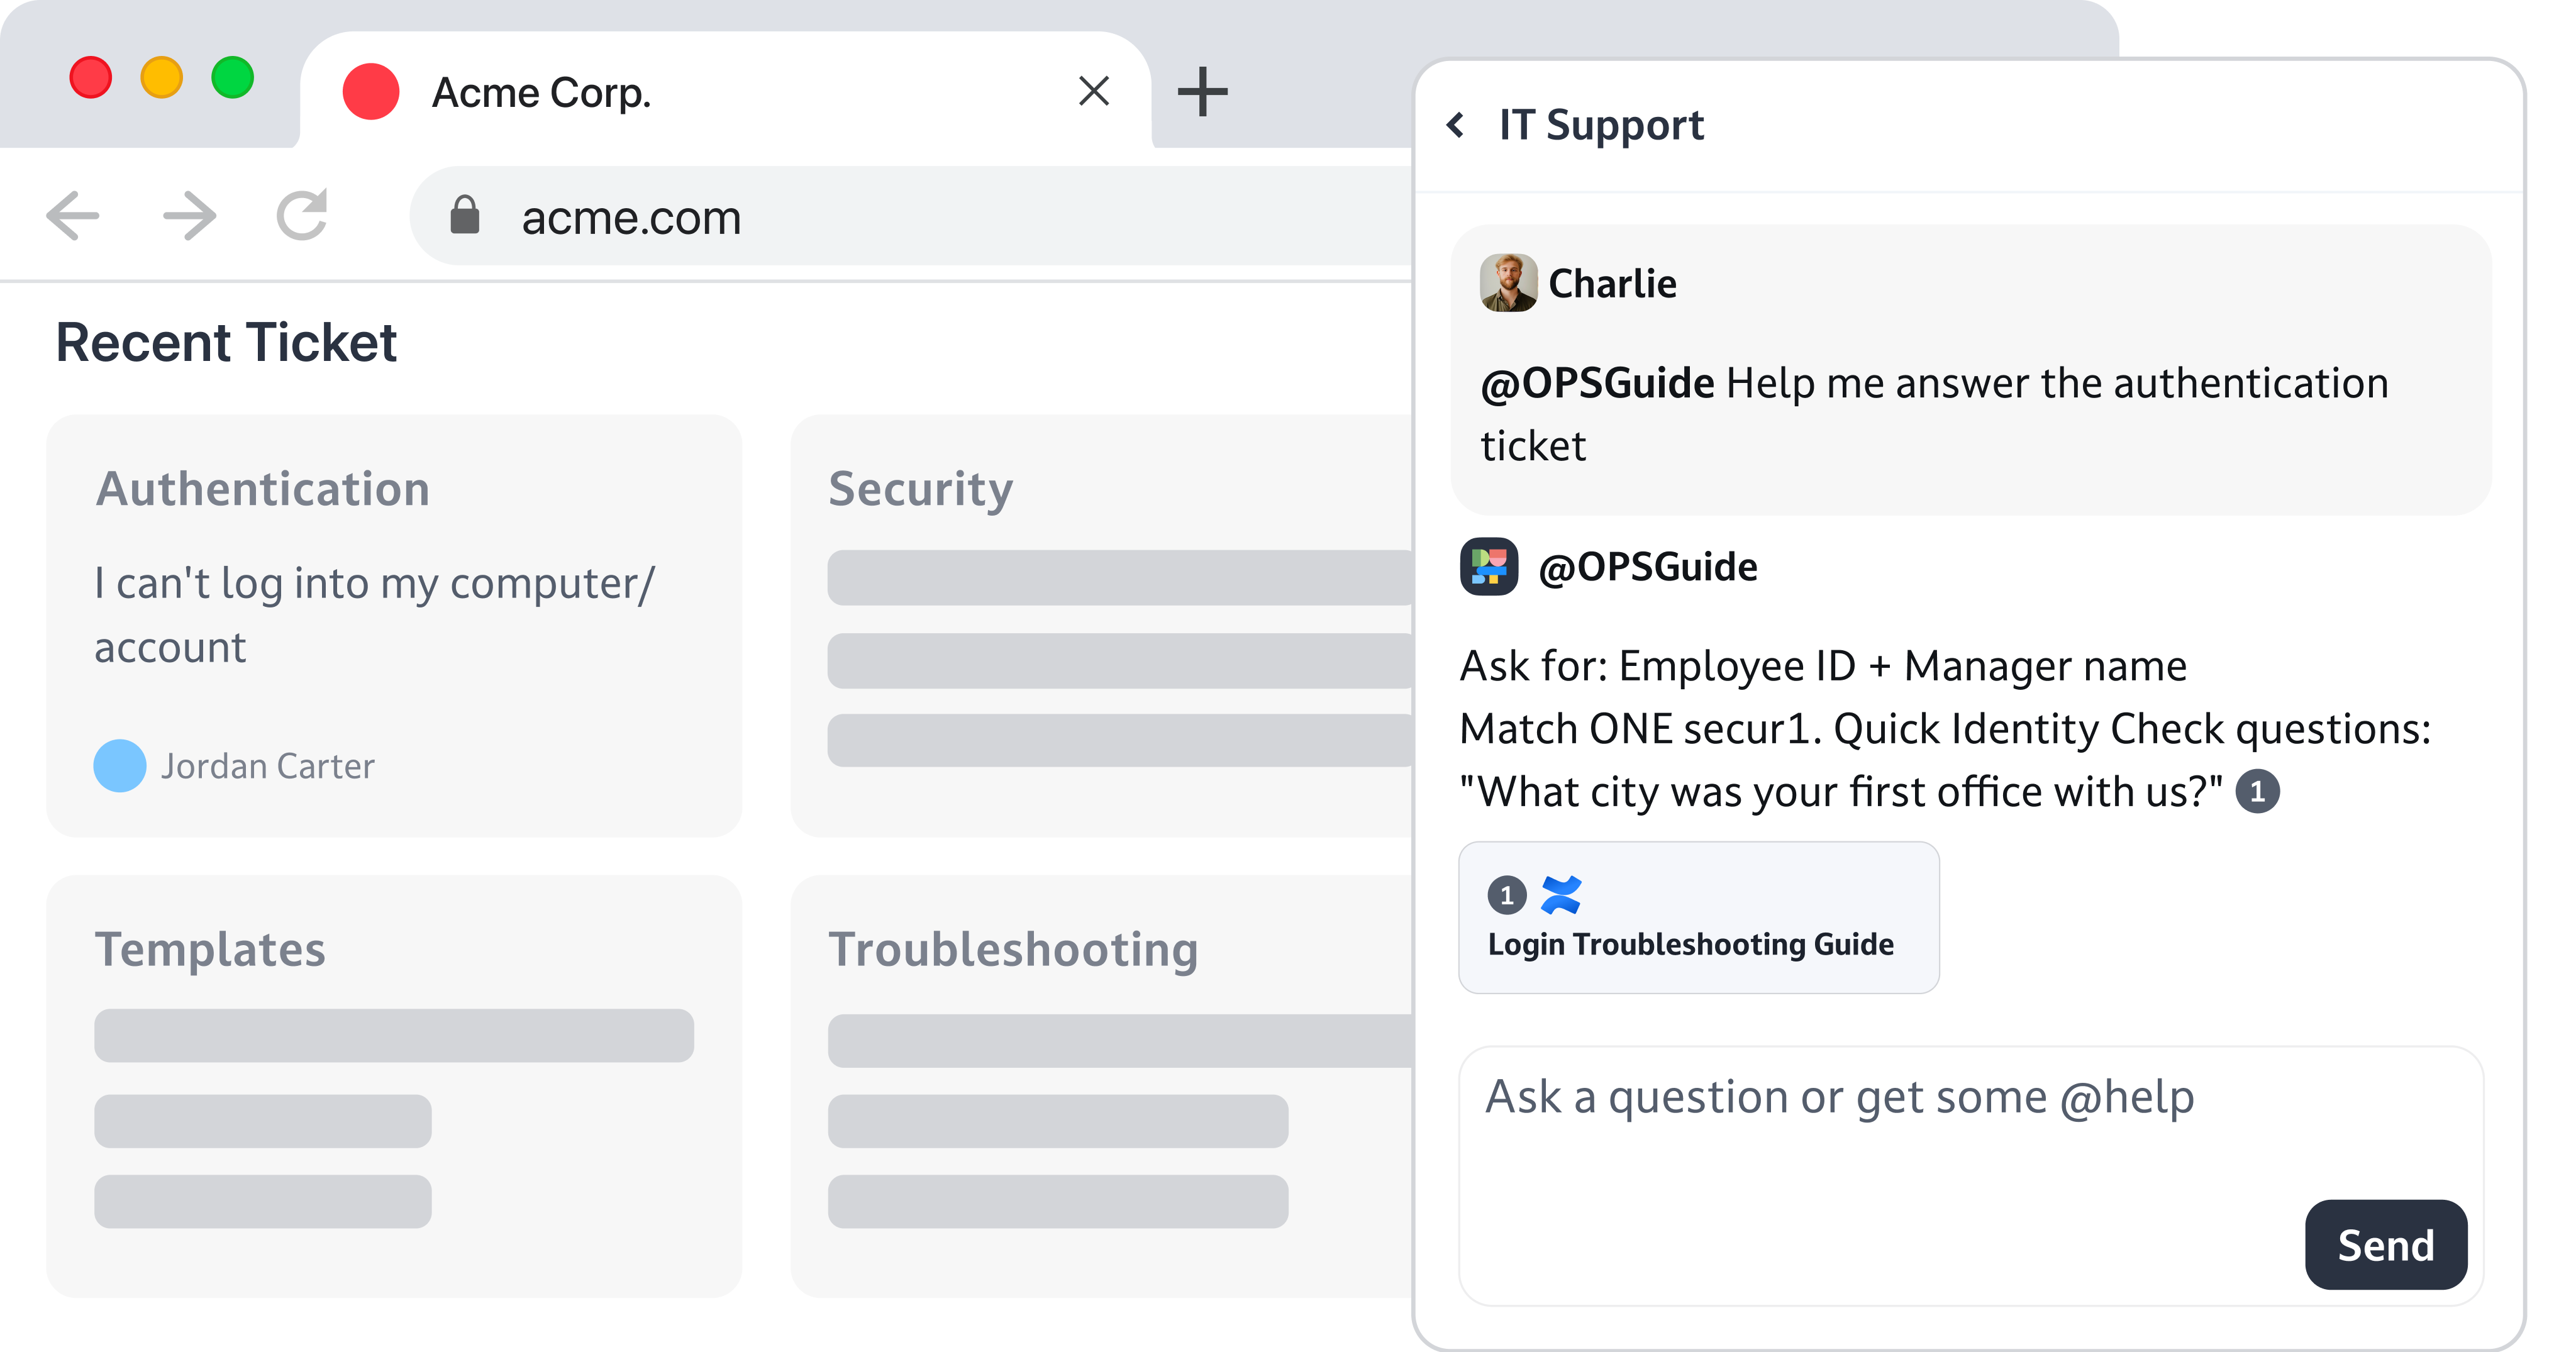 Acme Corp.
acme.com
Recent Ticket
Authentication
I can't log into my computer/
account
Jordan Carter
Security
Templates
Troubleshooting
IT Support
Charlie
@OPSGuide Help me answer the authentication
ticket
@OPSGuide
Ask for: Employee ID + Manager name
Match ONE secur1. Quick Identity Check questions:
"What city was your first office with us?" 1
1
Login Troubleshooting Guide
Ask a question or get some @help
Send